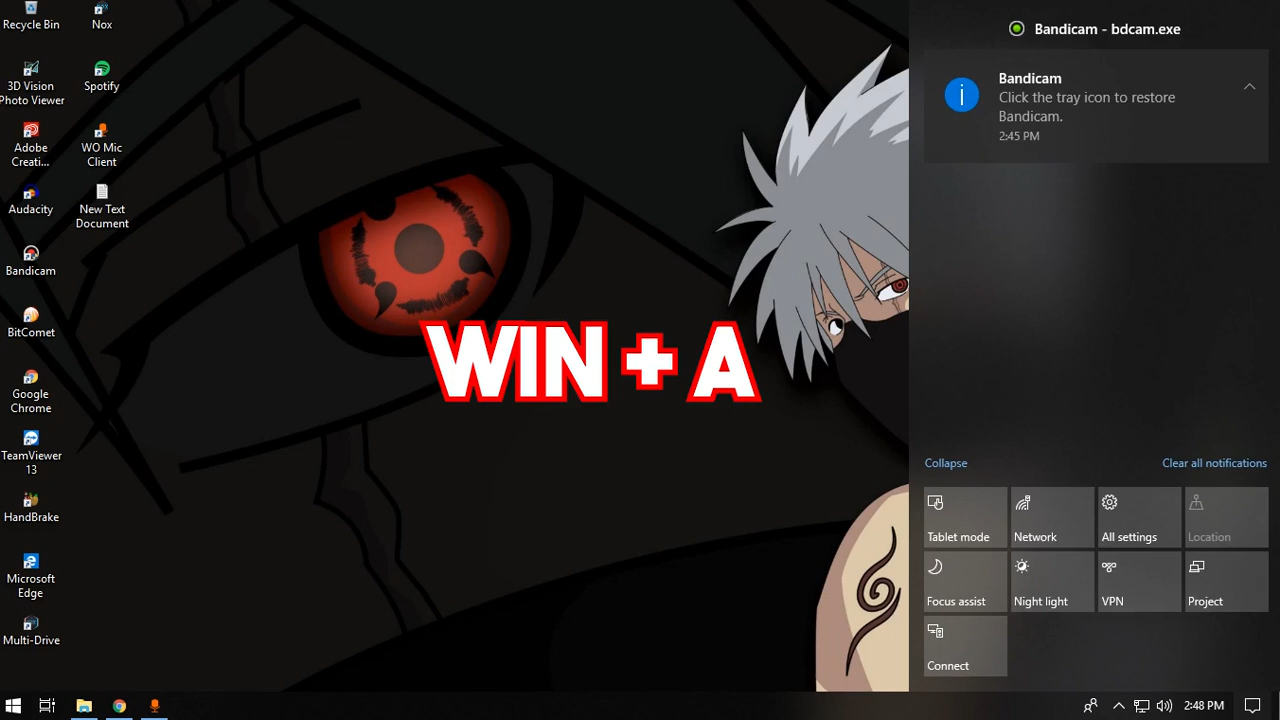 Recycle Bin
Nox
3D Vision
Photo Viewer
Spotify
Adobe
Creati...
WO Mic
Client
Audacity
New Text
Document
Bandicam
BitComet
Google
Chrome
TeamViewer
13
HandBrake
Microsoft
Edge
Multi-Drive
WIN + A
Bandicam - bdcam.exe
Bandicam
Click the tray icon to restore
Bandicam.
2:45 PM
Collapse
Clear all notifications
Tablet mode
Network
All settings
Location
Focus assist
Night light
VPN
Project
Connect
2:48 PM